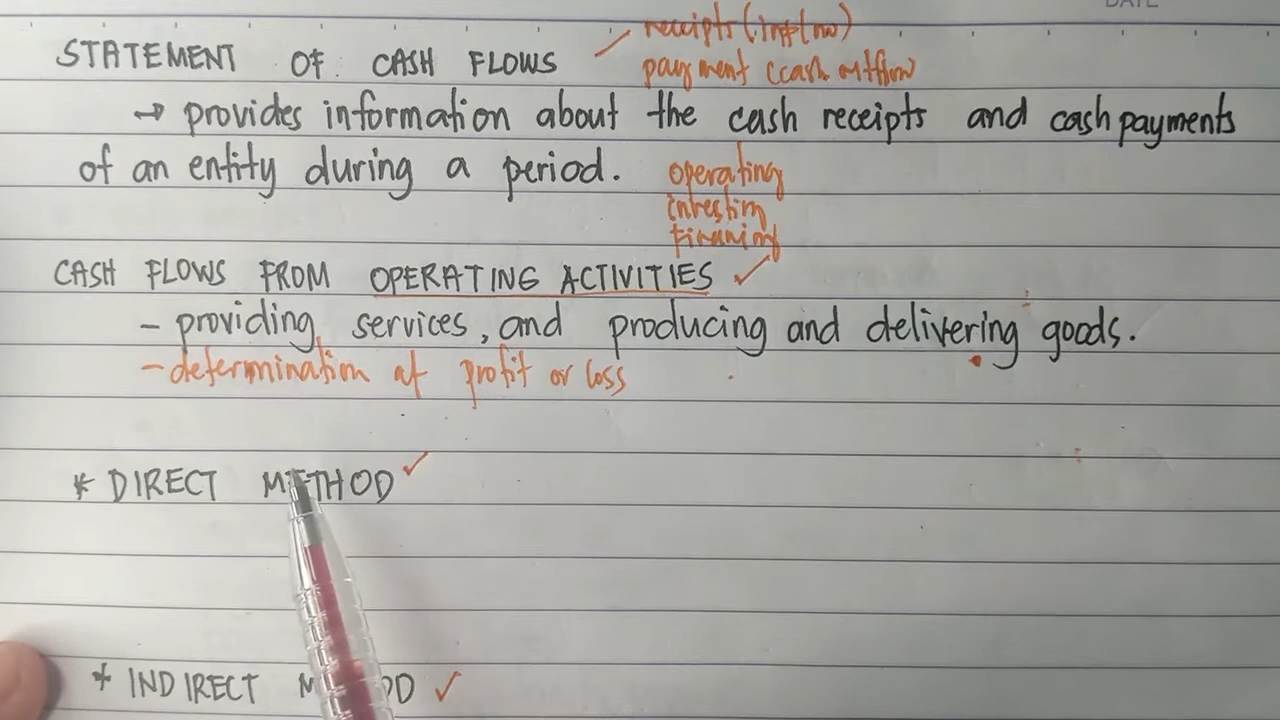 DATE
receipts (inflow)
STATEMENT OF CASH FLOWS
payment (cash outflow
→ provides information about the cash receipts and cash payments
of an entity during a period.
operating
investing
financing
CASH FLOWS FROM OPERATING ACTIVITIES ✓
- providing services, and producing and delivering goods.
- determination of profit or loss
* DIRECT METHOD ✓
* INDIRECT ✓